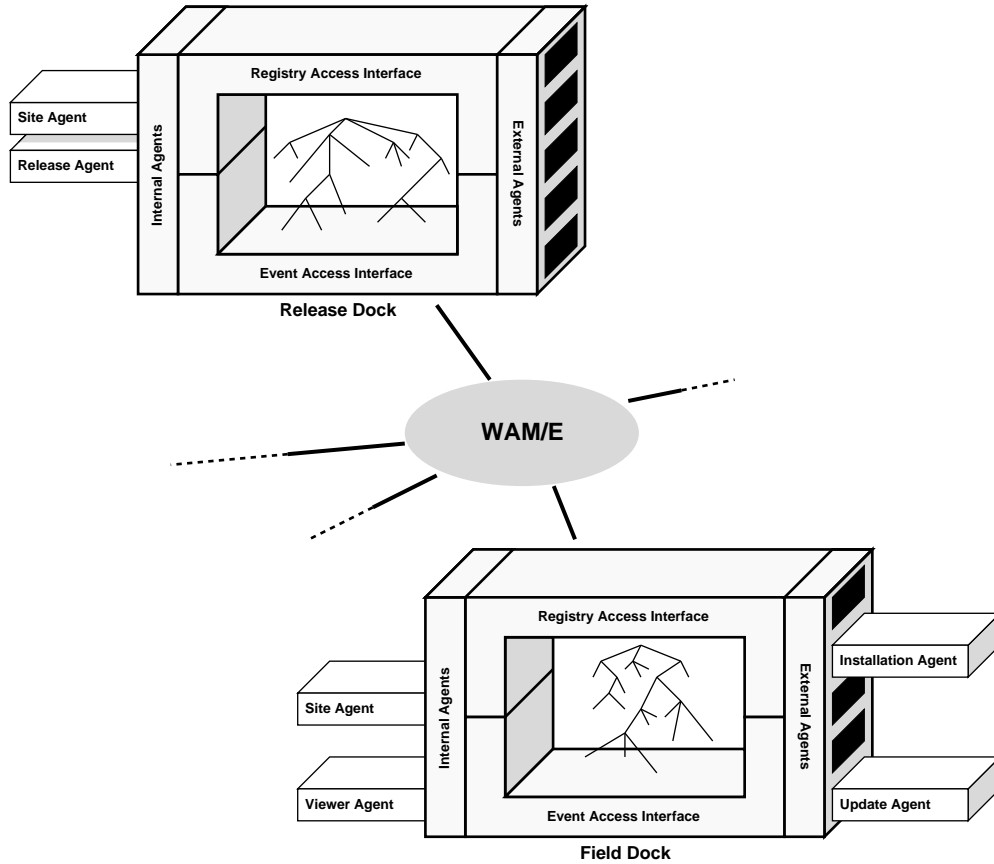 Registry Access Interface
Site Agent
Release Agent
Internal Agents
External Agents
Event Access Interface
Release Dock
WAM/E
Registry Access Interface
Installation Agent
Internal Agents
External Agents
Site Agent
Viewer Agent
Update Agent
Event Access Interface
Field Dock